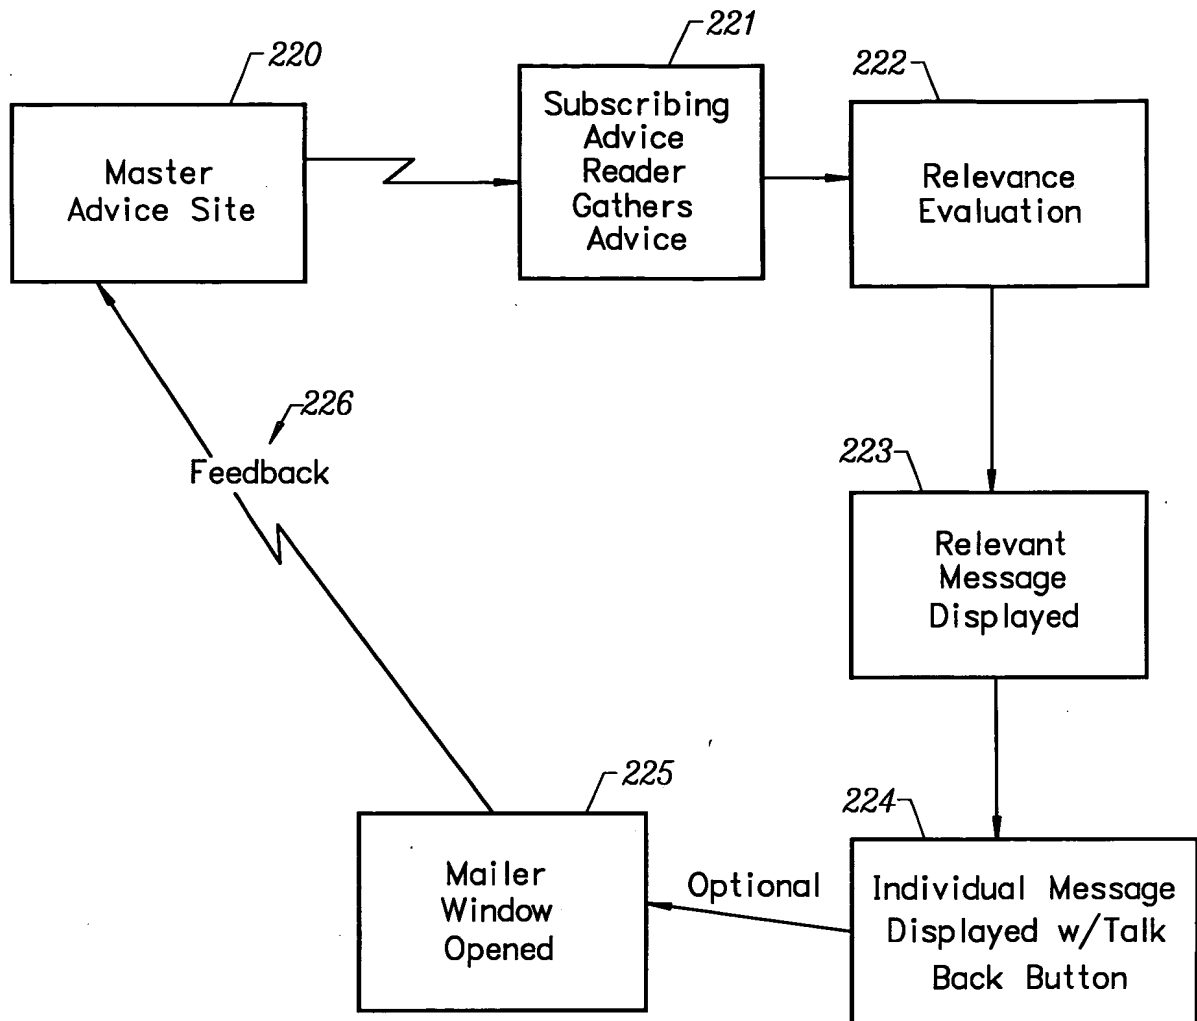 220
Master
Advice Site
221
Subscribing
Advice
Reader
Gathers
Advice
222
Relevance
Evaluation
223
Relevant
Message
Displayed
224
Individual Message
Displayed w/Talk
Back Button
Optional
225
Mailer
Window
Opened
226
Feedback